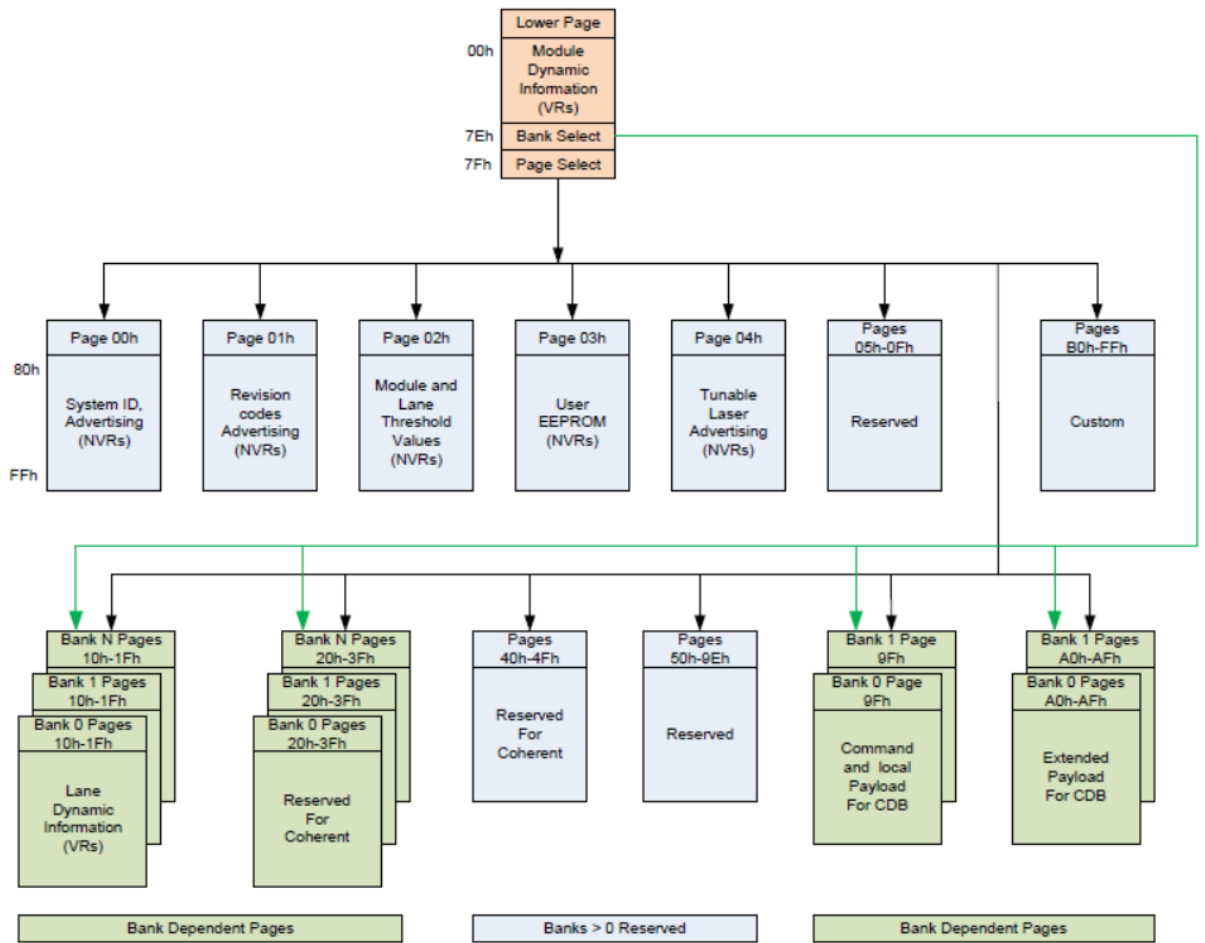 Lower Page
00h
Module
Dynamic
Information
(VRs)
7Eh
Bank Select
7Fh
Page Select
Page 00h
80h
System ID,
Advertising
(NVRs)
FFh
Page 01h
Revision
codes
Advertising
(NVRs)
Page 02h
Module and
Lane
Threshold
Values
(NVRs)
Page 03h
User
EEPROM
(NVRs)
Page 04h
Tunable
Laser
Advertising
(NVRs)
Pages
05h-0Fh
Reserved
Pages
B0h-FFh
Custom
Bank N Pages
10h-1Fh
Bank 1 Pages
10h-1Fh
Bank 0 Pages
10h-1Fh
Lane
Dynamic
Information
(VRs)
Bank N Pages
20h-3Fh
Bank 1 Pages
20h-3Fh
Bank 0 Pages
20h-3Fh
Reserved
For
Coherent
Pages
40h-4Fh
Reserved
For
Coherent
Pages
50h-9Eh
Reserved
Bank 1 Page
9Fh
Bank 0 Page
9Fh
Command
and local
Payload
For CDB
Bank 1 Pages
A0h-AFh
Bank 0 Pages
A0h-AFh
Extended
Payload
For CDB
Bank Dependent Pages
Banks > 0 Reserved
Bank Dependent Pages